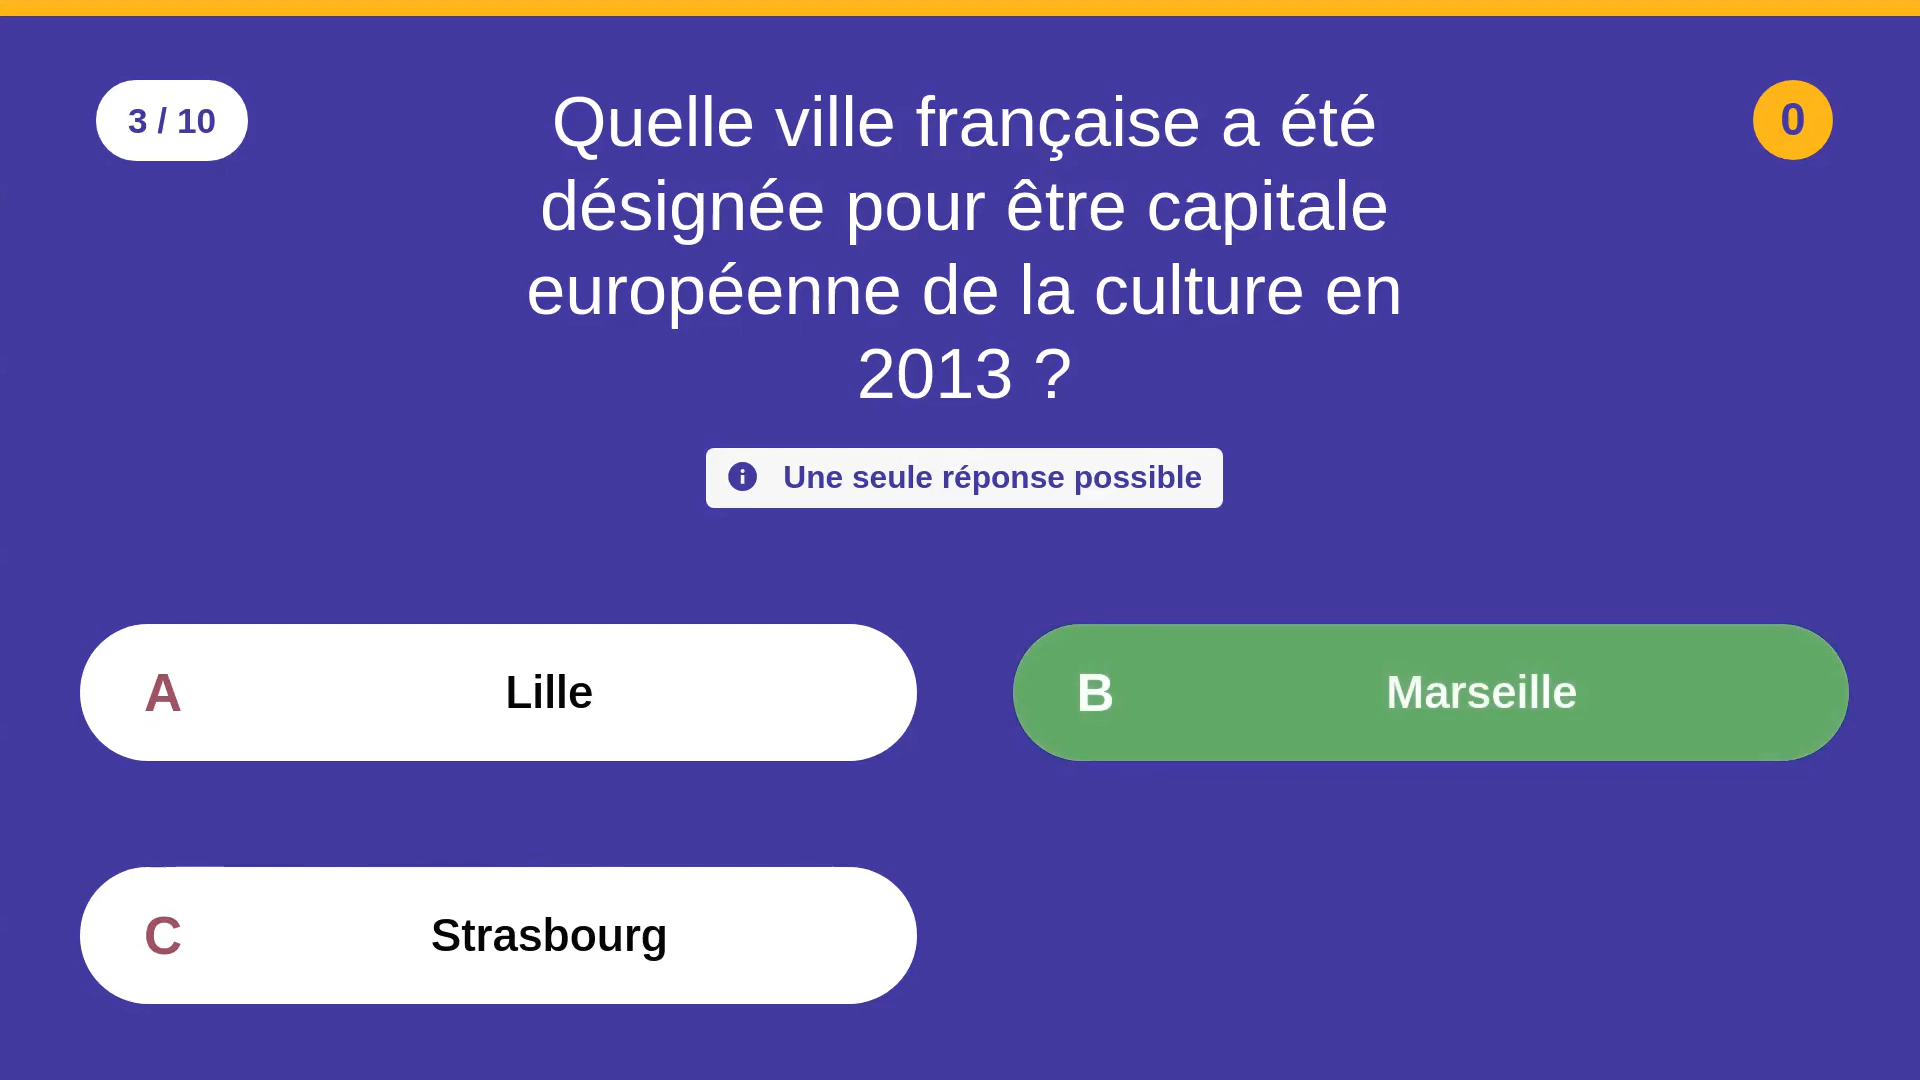 3 / 10
Quelle ville française a été
désignée pour être capitale
européenne de la culture en
2013 ?
0
Une seule réponse possible
A Lille
B Marseille
C Strasbourg